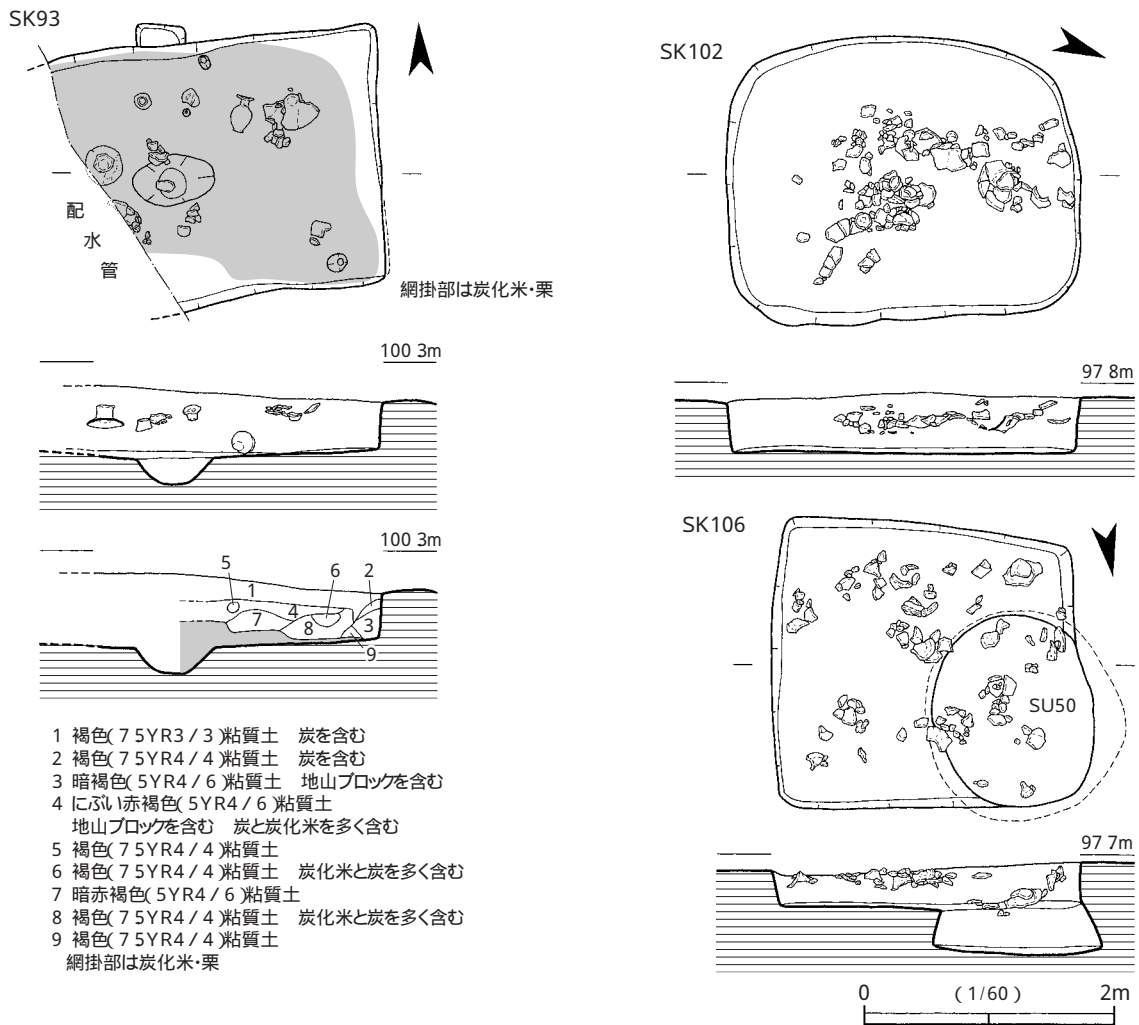 SK93
配
水
管
網掛部は炭化米・栗
100 3m
100 3m
5
1
6
2
7
4
8
3
9
1 褐色(7 5YR3/3)粘質土 炭を含む
2 褐色(7 5YR4/4)粘質土 炭を含む
3 暗褐色(5YR4/6)粘質土 地山ブロックを含む
4 にぶい赤褐色(5YR4/6)粘質土
地山ブロックを含む 炭と炭化米を多く含む
5 褐色(7 5YR4/4)粘質土
6 褐色(7 5YR4/4)粘質土 炭化米と炭を多く含む
7 暗赤褐色(5YR4/6)粘質土
8 褐色(7 5YR4/4)粘質土 炭化米と炭を多く含む
9 褐色(7 5YR4/4)粘質土
網掛部は炭化米・栗
SK102
97 8m
SK106
SU50
97 7m
0 (1/60) 2m